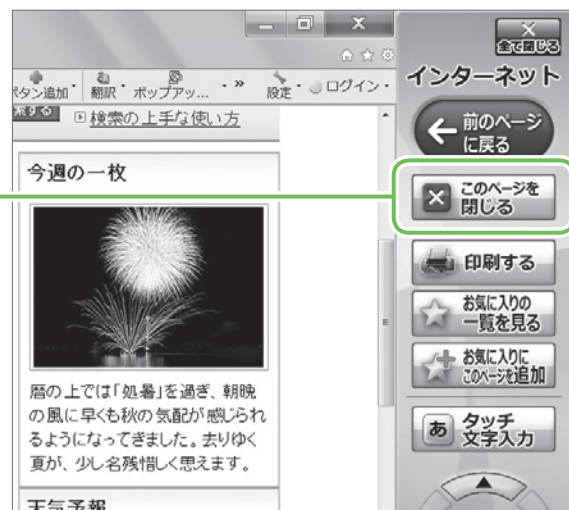 全て閉じる
インターネット
ボタン追加 翻訳 ポップアッ... » 設定 ログイン
前のページ
に戻る
検索の上手な使い方
今週の一枚
このページを
閉じる
印刷する
お気に入りの
一覧を見る
お気に入りに
このページを追加
暦の上では「処暑」を過ぎ、朝晩
の風に早くも秋の気配が感じられ
るようになってきました。去りゆく
夏が、少し名残惜しく思えます。
あ タッチ
文字入力
天気予報